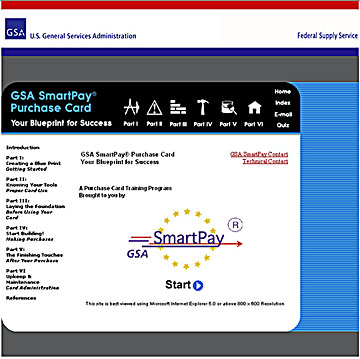 GSA
U.S. General Services Administration
Federal Supply Service
GSA SmartPay®
Purchase Card
Your Blueprint for Success
Part I
Part II
Part III
Part IV
Part V
Part VI
Home
Index
E-mail
Quiz
Introduction
Part I:
Creating a Blue Print
Getting Started
Part II:
Knowing Your Tools
Proper Card Use
Part III:
Laying the Foundation
Before Using Your
Card
Part IV:
Start Building!
Making Purchases
Part V:
The Finishing Touches
After Your Purchase
Part VI
Upkeep &
Maintenance
Card Administration
References
GSA SmartPay® Purchase Card
Your Blueprint for Success
GSA SmartPay Contact
Technical Contact
A Purchase Card Training Program
Brought to you by
SmartPay
®
GSA
Start
This site is best viewed using Microsoft Internet Explorer 5.0 or above 800 x 600 Resolution